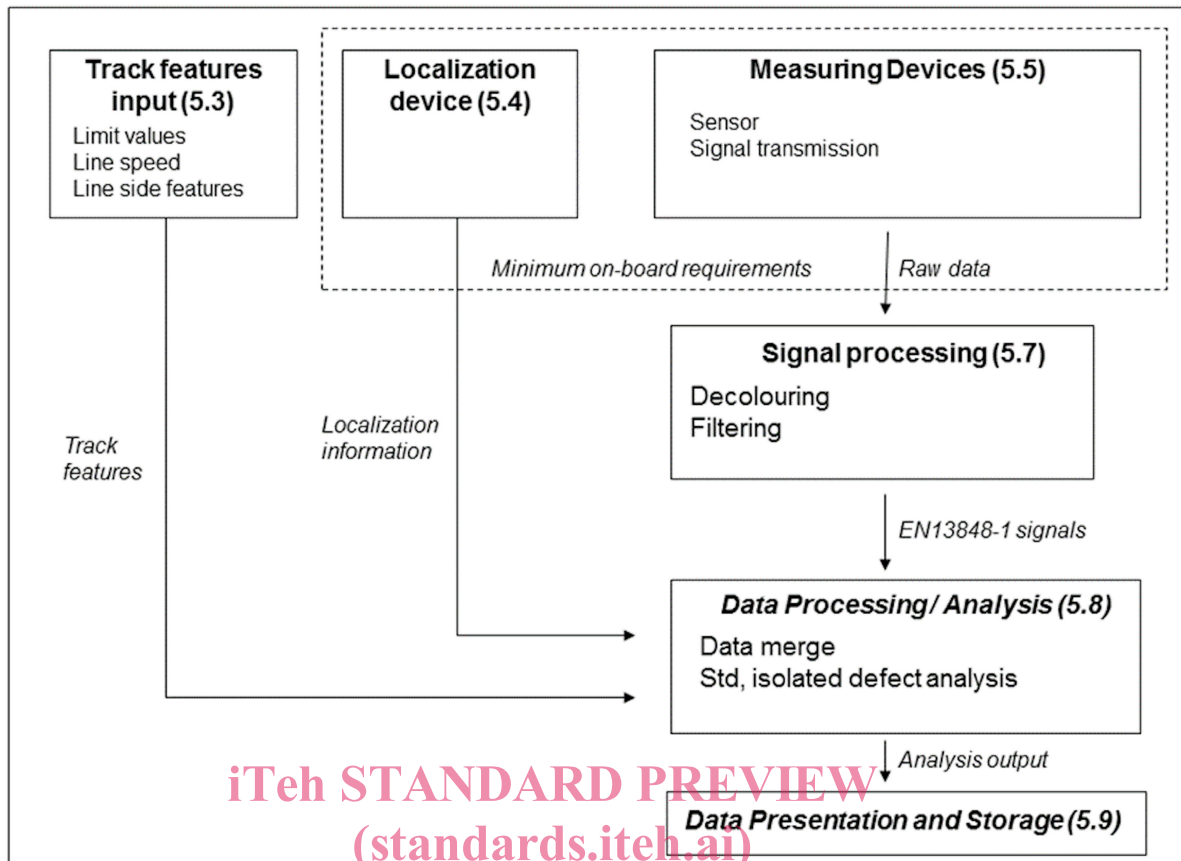 Track features
input (5.3)
Limit values
Line speed
Line side features
Localization
device (5.4)
Measuring Devices (5.5)
Sensor
Signal transmission
Minimum on-board requirements
Raw data
Signal processing (5.7)
Decolouring
Filtering
Track
features
Localization
information
EN13848-1 signals
Data Processing/ Analysis (5.8)
Data merge
Std, isolated defect analysis
Analysis output
iTeh STANDARD PREVIEW
Data Presentation and Storage (5.9)
(standards.iteh.ai)